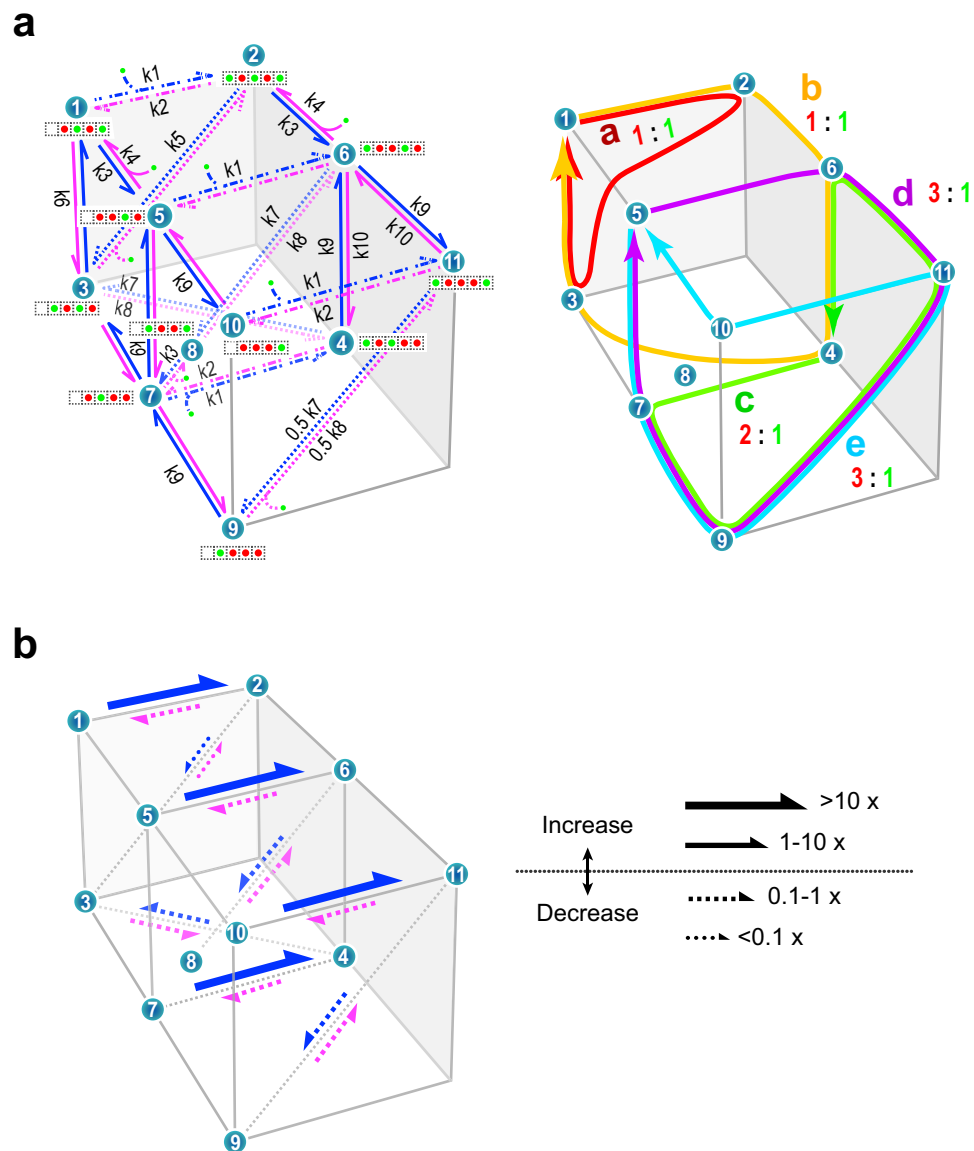 a
2
k1
k2
1
k4
k3
k5
k4
k3
k1
6
k6
5
k7
k8
k9
k10
k9
k9
k10
k1
11
3
k7
k8
k2
10
k9
8
k3
4
k2
k1
7
0.5 k7
0.5 k8
k9
9
1
2
b
1 : 1
a
1 : 1
6
d
3 : 1
5
11
3
10
4
8
7
c
2 : 1
e
3 : 1
9
b
1
2
6
5
11
3
10
8
4
7
9
Increase
Decrease
>10 x
1-10 x
0.1-1 x
<0.1 x